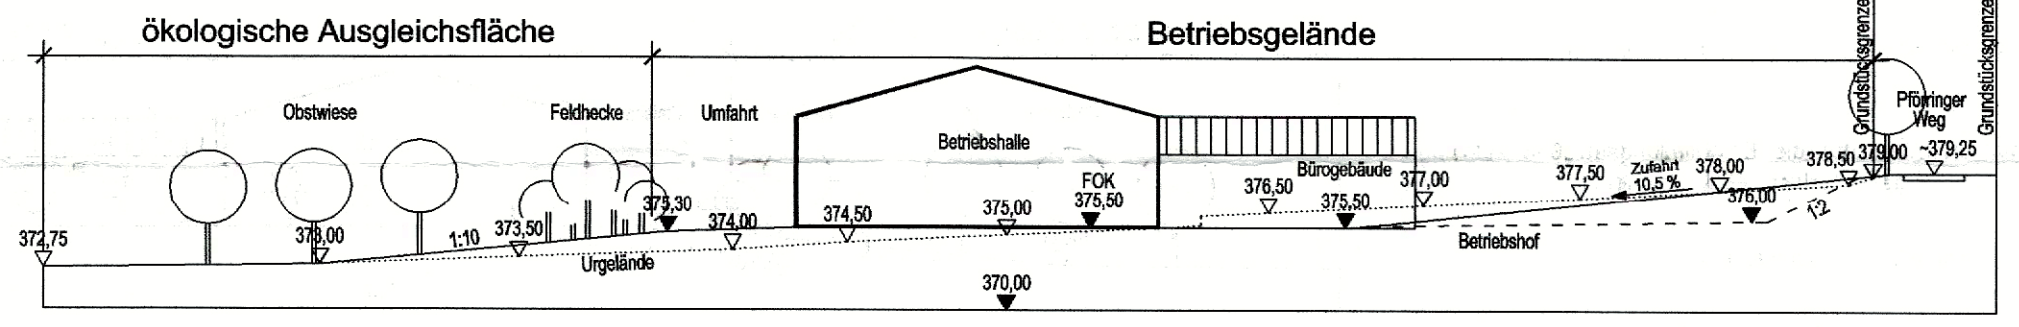 ökologische Ausgleichsfläche
Betriebsgelände
Grundstücksgrenze
Grundstücksgrenze
Obstwiese
Feldhecke
Umfahrt
Betriebshalle
Bürogebäude
Pförringer
Weg
~379,25
FOK
375,50
372,75
373,00
1:10
373,50
375,30
374,00
374,50
375,00
376,50
375,50
377,00
377,50
Zufahrt
10,5 %
378,00
376,00
378,50
379,00
1:2
Urgelände
Betriebshof
370,00